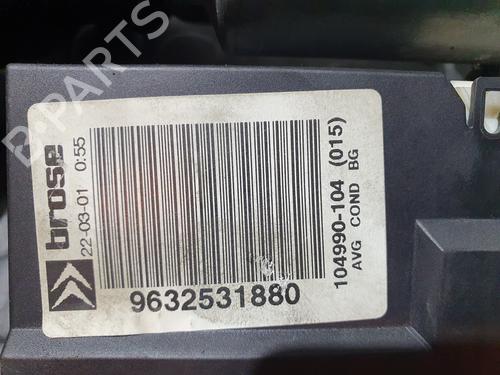 B-PARTS
brose
22-03-01 0:55
9632531880
104990-104 (015)
AVG COND BG